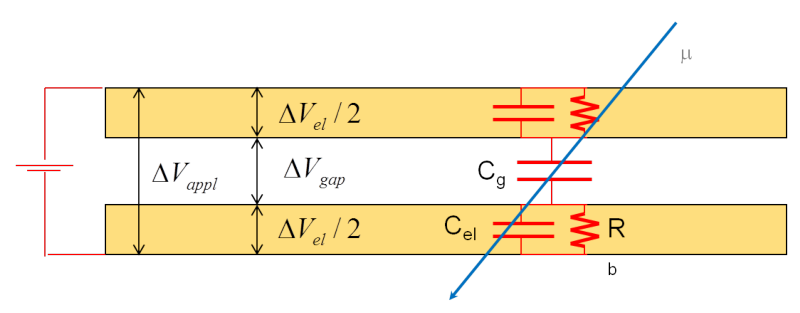 μ
ΔV_el / 2
ΔV_appl
ΔV_gap
C_g
ΔV_el / 2
C_el
R
b